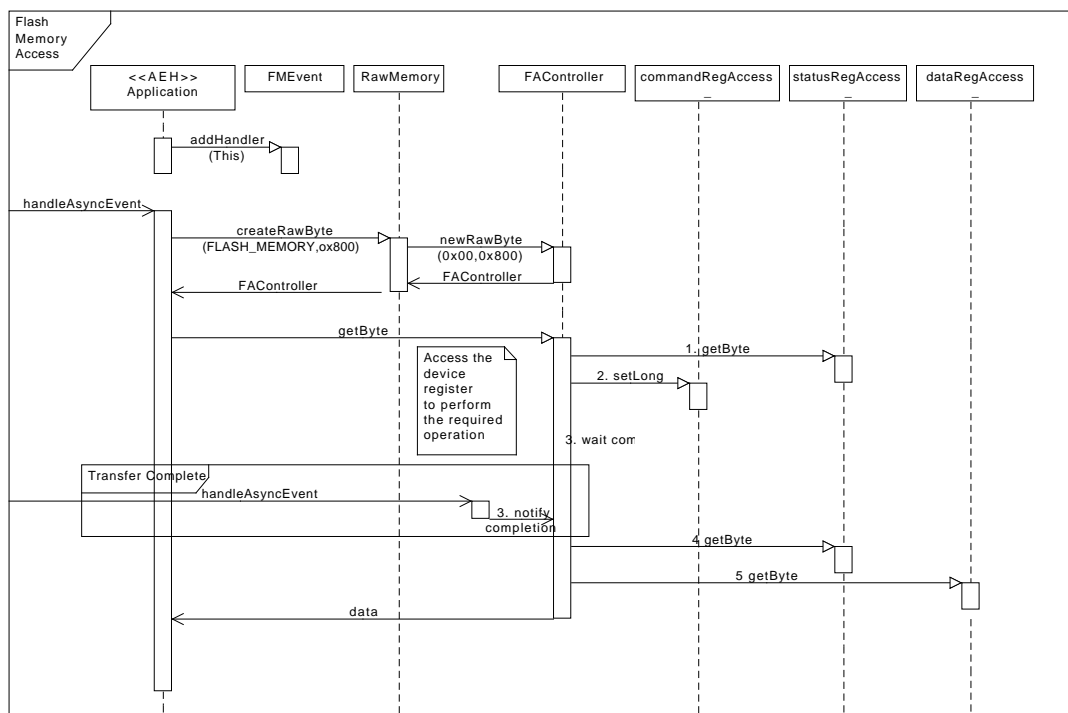 Flash
Memory
Access
<<AEH>>
Application
FMEvent
RawMemory
FAController
commandRegAccess
_
statusRegAccess
_
dataRegAccess
_
addHandler
(This)
handleAsyncEvent
createRawByte
(FLASH_MEMORY,ox800)
newRawByte
(0x00,0x800)
FAController
FAController
getByte
Access the
device
register
to perform
the required
operation
1. getByte
2. setLong
3. wait com
Transfer Complete
handleAsyncEvent
3. notify
completion
4 getByte
5 getByte
data